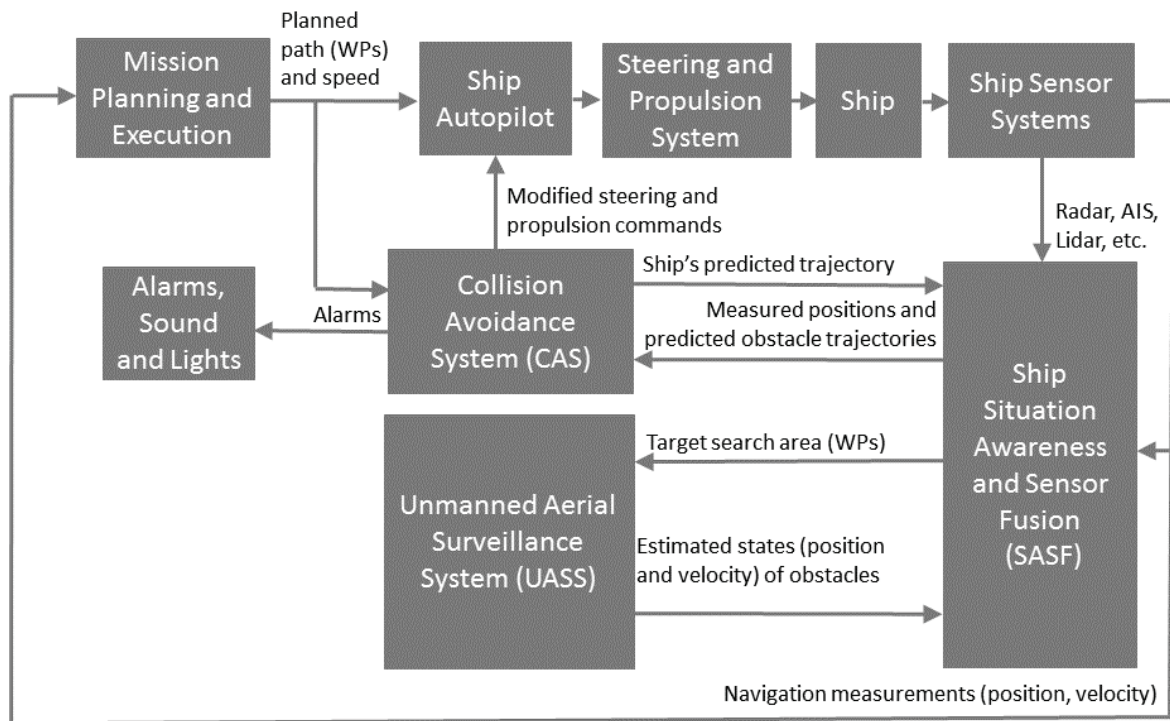 Planned
path (WPs)
and speed
Mission
Planning and
Execution
Ship
Autopilot
Steering and
Propulsion
System
Ship
Ship Sensor
Systems
Modified steering and
propulsion commands
Radar, AIS,
Lidar, etc.
Alarms,
Sound
and Lights
Alarms
Collision
Avoidance
System (CAS)
Ship's predicted trajectory
Measured positions and
predicted obstacle trajectories
Ship
Situation
Awareness
and Sensor
Fusion
(SASF)
Target search area (WPs)
Unmanned Aerial
Surveillance
System (UASS)
Estimated states (position
and velocity) of obstacles
Navigation measurements (position, velocity)